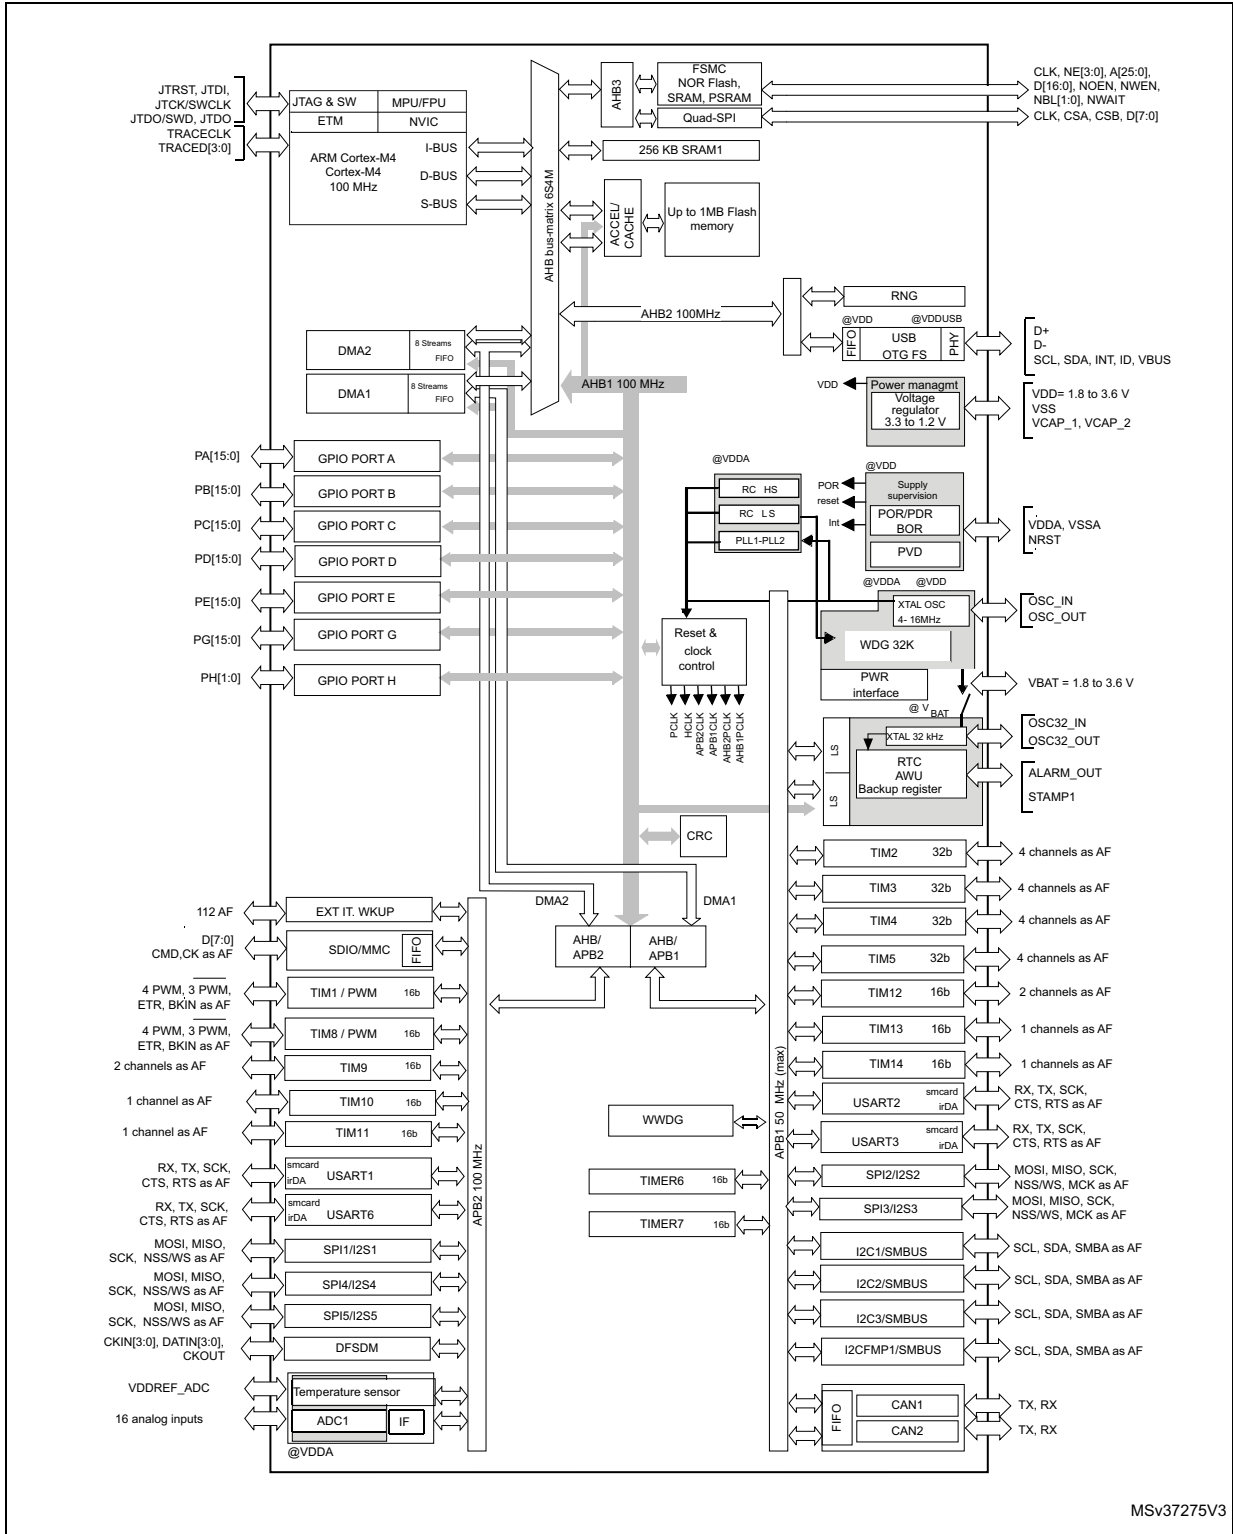 JTRST, JTDI,
JTCK/SWCLK
JTDO/SWD, JTDO
TRACECLK
TRACED[3:0]
JTAG & SW
MPU/FPU
ETM
NVIC
ARM Cortex-M4
Cortex-M4
100 MHz
I-BUS
D-BUS
S-BUS
AHB bus-matrix 6S4M
AHB3
FSMC
NOR Flash,
SRAM, PSRAM
Quad-SPI
CLK, NE[3:0], A[25:0],
D[16:0], NOEN, NWEN,
NBL[1:0], NWAIT
CLK, CSA, CSB, D[7:0]
256 KB SRAM1
ACCEL/
CACHE
Up to 1MB Flash
memory
AHB2 100MHz
RNG
@VDD
@VDDUSB
FIFO
USB
OTG FS
PHY
D+
D-
SCL, SDA, INT, ID, VBUS
DMA2
8 Streams
FIFO
DMA1
8 Streams
FIFO
AHB1 100 MHz
VDD
Power managmt
Voltage
regulator
3.3 to 1.2 V
VDD= 1.8 to 3.6 V
VSS
VCAP_1, VCAP_2
PA[15:0]
GPIO PORT A
PB[15:0]
GPIO PORT B
PC[15:0]
GPIO PORT C
PD[15:0]
GPIO PORT D
PE[15:0]
GPIO PORT E
PG[15:0]
GPIO PORT G
PH[1:0]
GPIO PORT H
@VDDA
RC HS
RC LS
PLL1-PLL2
@VDD
POR
reset
Int
Supply
supervision
POR/PDR
BOR
PVD
VDDA, VSSA
NRST
@VDDA
@VDD
XTAL OSC
4- 16MHz
WDG 32K
OSC_IN
OSC_OUT
PWR
interface
VBAT = 1.8 to 3.6 V
@ VBAT
Reset &
clock
control
PCLK
HCLK
APB2CLK
APB1CLK
AHB2PCLK
AHB1PCLK
LS
LS
XTAL 32 kHz
RTC
AWU
Backup register
OSC32_IN
OSC32_OUT
ALARM_OUT
STAMP1
CRC
DMA2
DMA1
AHB/
APB2
AHB/
APB1
112 AF
EXT IT. WKUP
D[7:0]
CMD,CK as AF
SDIO/MMC
FIFO
4 PWM, 3 PWM,
ETR, BKIN as AF
TIM1 / PWM 16b
4 PWM, 3 PWM,
ETR, BKIN as AF
TIM8 / PWM 16b
2 channels as AF
TIM9 16b
1 channel as AF
TIM10 16b
1 channel as AF
TIM11 16b
RX, TX, SCK,
CTS, RTS as AF
smcard
irDA USART1
RX, TX, SCK,
CTS, RTS as AF
smcard
irDA USART6
MOSI, MISO,
SCK, NSS/WS as AF
SPI1/I2S1
MOSI, MISO,
SCK, NSS/WS as AF
SPI4/I2S4
MOSI, MISO,
SCK, NSS/WS as AF
SPI5/I2S5
CKIN[3:0], DATIN[3:0],
CKOUT
DFSDM
VDDREF_ADC
Temperature sensor
16 analog inputs
ADC1
IF
@VDDA
APB2 100 MHz
WWDG
TIMER6 16b
TIMER7 16b
APB1 50 MHz (max)
TIM2 32b
4 channels as AF
TIM3 32b
4 channels as AF
TIM4 32b
4 channels as AF
TIM5 32b
4 channels as AF
TIM12 16b
2 channels as AF
TIM13 16b
1 channels as AF
TIM14 16b
1 channels as AF
USART2
smcard
irDA
RX, TX, SCK,
CTS, RTS as AF
USART3
smcard
irDA
RX, TX, SCK,
CTS, RTS as AF
SPI2/I2S2
MOSI, MISO, SCK,
NSS/WS, MCK as AF
SPI3/I2S3
MOSI, MISO, SCK,
NSS/WS, MCK as AF
I2C1/SMBUS
SCL, SDA, SMBA as AF
I2C2/SMBUS
SCL, SDA, SMBA as AF
I2C3/SMBUS
SCL, SDA, SMBA as AF
I2CFMP1/SMBUS
SCL, SDA, SMBA as AF
FIFO
CAN1
TX, RX
CAN2
TX, RX
MSv37275V3